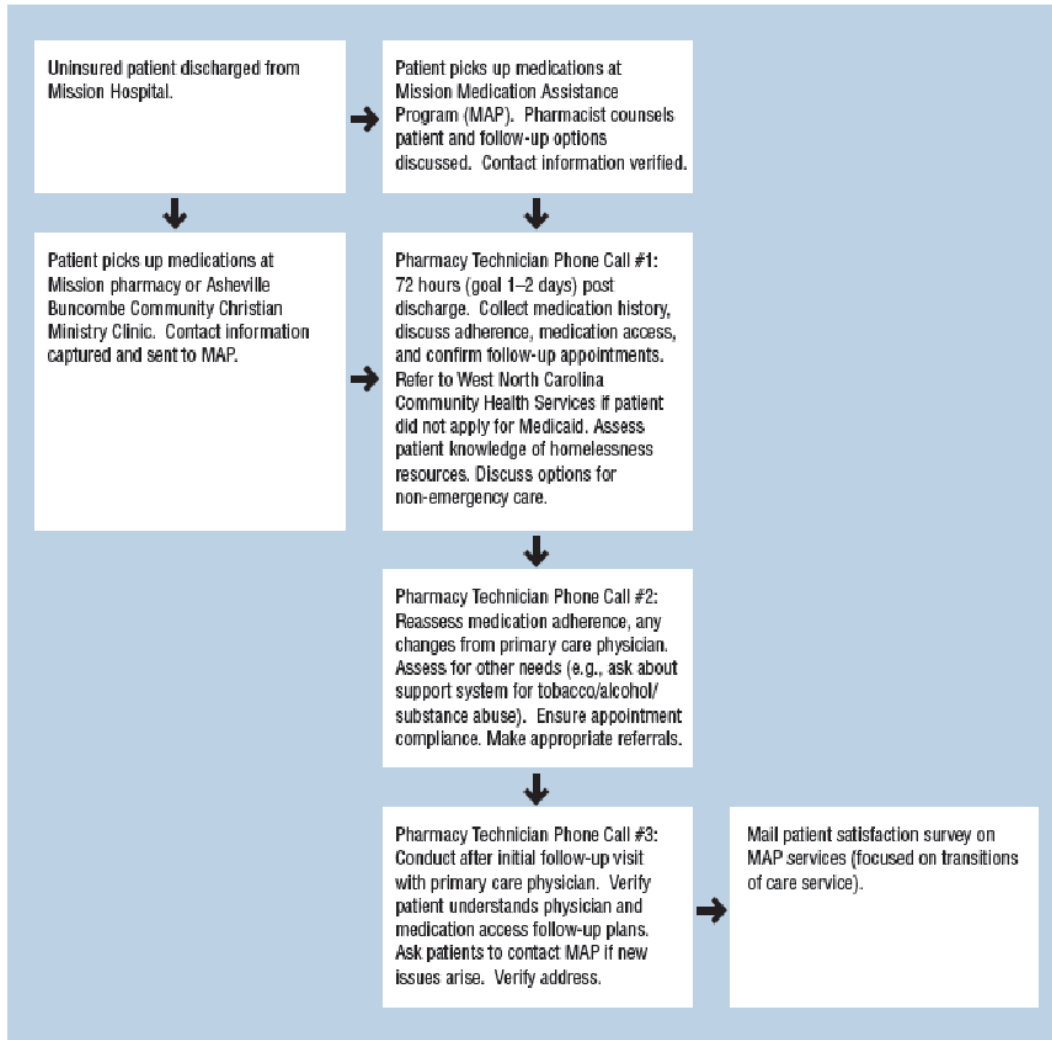 Uninsured patient discharged from
Mission Hospital.
Patient picks up medications at
Mission Medication Assistance
Program (MAP).  Pharmacist counsels
patient and follow-up options
discussed.  Contact information verified.
Patient picks up medications at
Mission pharmacy or Asheville
Buncombe Community Christian
Ministry Clinic.  Contact information
captured and sent to MAP.
Pharmacy Technician Phone Call #1:
72 hours (goal 1–2 days) post
discharge.  Collect medication history,
discuss adherence, medication access,
and confirm follow-up appointments.
Refer to West North Carolina
Community Health Services if patient
did not apply for Medicaid. Assess
patient knowledge of homelessness
resources. Discuss options for
non-emergency care.
Pharmacy Technician Phone Call #2:
Reassess medication adherence, any
changes from primary care physician.
Assess for other needs (e.g., ask about
support system for tobacco/alcohol/
substance abuse).  Ensure appointment
compliance. Make appropriate referrals.
Pharmacy Technician Phone Call #3:
Conduct after initial follow-up visit
with primary care physician.  Verify
patient understands physician and
medication access follow-up plans.
Ask patients to contact MAP if new
issues arise.  Verify address.
Mail patient satisfaction survey on
MAP services (focused on transitions
of care service).